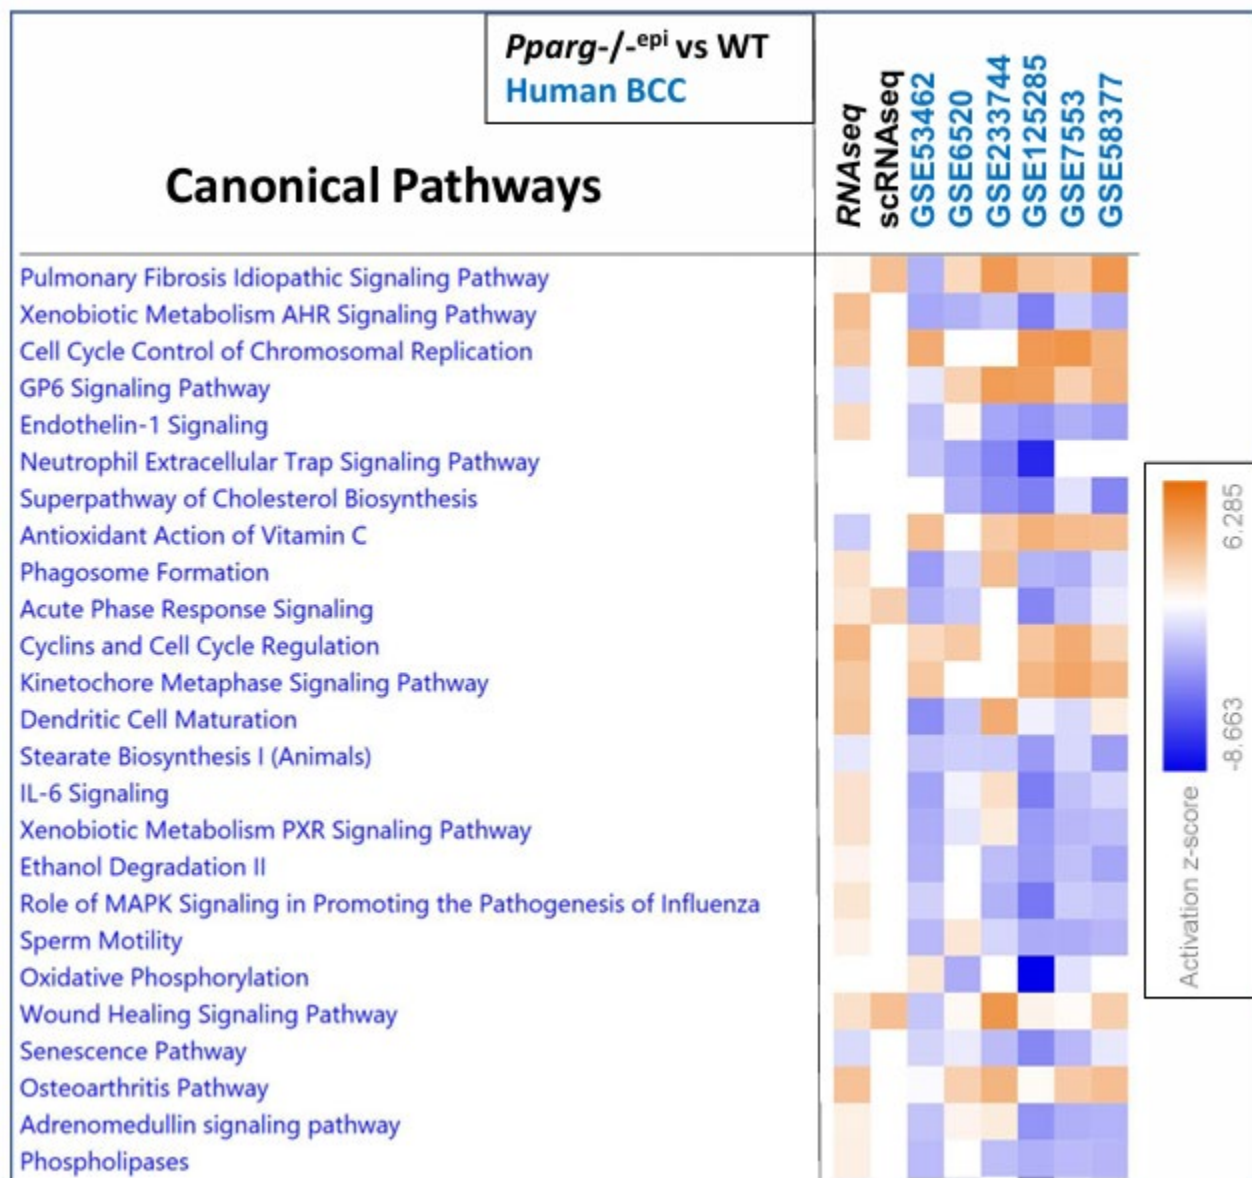 Pparg-/-epi vs WT
Human BCC
Canonical Pathways
RNAseq
scRNAseq
GSE53462
GSE6520
GSE233744
GSE125285
GSE7553
GSE58377
Pulmonary Fibrosis Idiopathic Signaling Pathway
Xenobiotic Metabolism AHR Signaling Pathway
Cell Cycle Control of Chromosomal Replication
GP6 Signaling Pathway
Endothelin-1 Signaling
Neutrophil Extracellular Trap Signaling Pathway
Superpathway of Cholesterol Biosynthesis
Antioxidant Action of Vitamin C
Phagosome Formation
Acute Phase Response Signaling
Cyclins and Cell Cycle Regulation
Kinetochore Metaphase Signaling Pathway
Dendritic Cell Maturation
Stearate Biosynthesis I (Animals)
IL-6 Signaling
Xenobiotic Metabolism PXR Signaling Pathway
Ethanol Degradation II
Role of MAPK Signaling in Promoting the Pathogenesis of Influenza
Sperm Motility
Oxidative Phosphorylation
Wound Healing Signaling Pathway
Senescence Pathway
Osteoarthritis Pathway
Adrenomedullin signaling pathway
Phospholipases
Activation z-score
-8.663
6.285